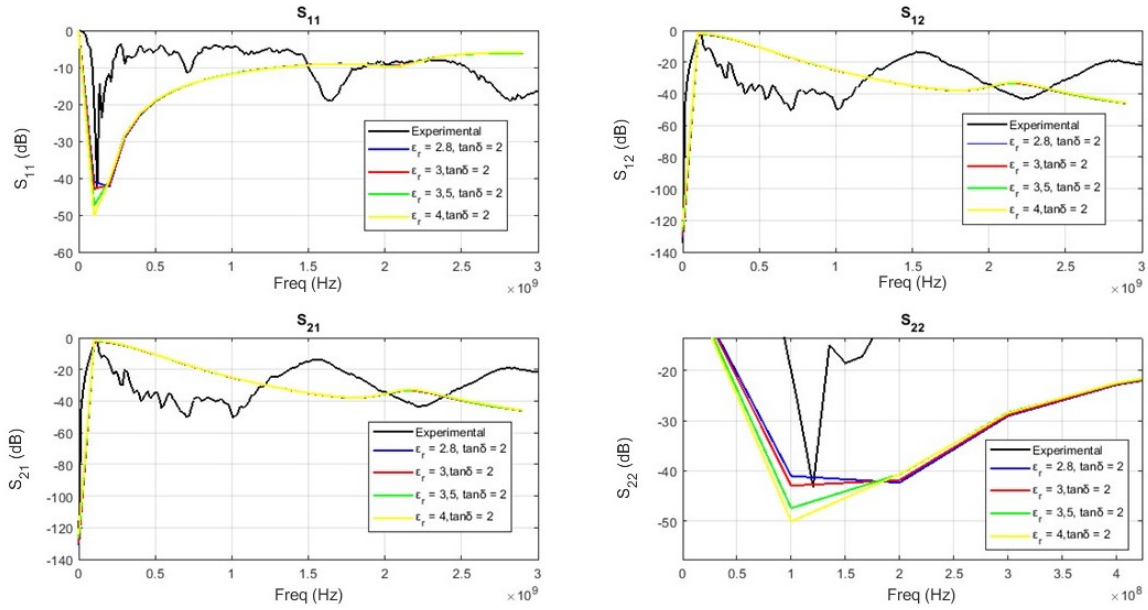 S11
0
-10
-20
-30
-40
-50
-60
S11 (dB)
Experimental
εr = 2.8, tanδ = 2
εr = 3,tanδ = 2
εr = 3,5, tanδ = 2
εr = 4,tanδ = 2
0 0.5 1 1.5 2 2.5 3
Freq (Hz)
×10^9
S12
0
-20
-40
-60
-80
-100
-120
-140
S12 (dB)
Experimental
εr = 2.8, tanδ = 2
εr = 3,tanδ = 2
εr = 3,5, tanδ = 2
εr = 4,tanδ = 2
0 0.5 1 1.5 2 2.5 3
Freq (Hz)
×10^9
S21
0
-20
-40
-60
-80
-100
-120
-140
S21 (dB)
Experimental
εr = 2.8, tanδ = 2
εr = 3,tanδ = 2
εr = 3,5, tanδ = 2
εr = 4,tanδ = 2
0 0.5 1 1.5 2 2.5 3
Freq (Hz)
×10^9
S22
-20
-30
-40
-50
S22 (dB)
Experimental
εr = 2.8, tanδ = 2
εr = 3,tanδ = 2
εr = 3,5, tanδ = 2
εr = 4,tanδ = 2
0 0.5 1 1.5 2 2.5 3 3.5 4
Freq (Hz)
×10^8